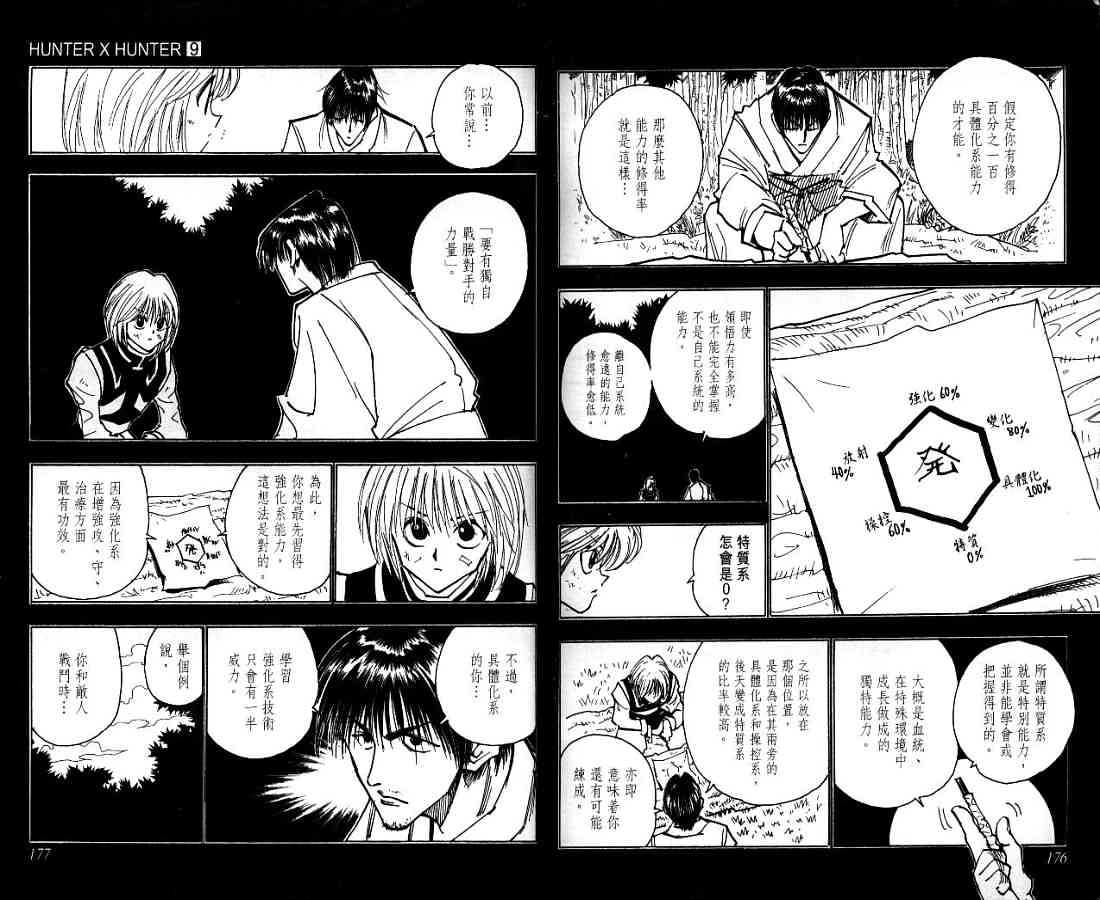 HUNTER X HUNTER 9
假定你有修得
百分之一百
具體化系能力
的才能。
那麼其他
能力的修得率
就是這樣…
強化 60%
變化
80%
具體化
100%
特質
0%
操控
60%
放射
40%
発
即使
領悟力有多高，
也不能完全掌握
不是自己系統的
能力。
離自己系統
愈遠的能力，
修得率愈低。
特質系
怎會是0？
所謂特質系
就是特別能力，
並非能學會或
把握得到的。
大概是血統、
在特殊環境中
成長做成的
獨特能力。
之所以放在
那個位置，
是因為在其兩旁的
具體化系和操控系，
後天變成特質系
的比率較高。
亦即
意味着你
還有可能
練成。
176
以前…
你常說…
「要有獨自
戰勝對手的
力量」。
為此，
你想最先習得
強化系能力，
這想法是對的。
発
因為強化系
在增強攻、守、
治療方面
最有功效。
不過，
具體化系
的你…
學習
強化系技術
只會有一半
威力。
舉個例
說，
你和敵人
戰鬥時…
177